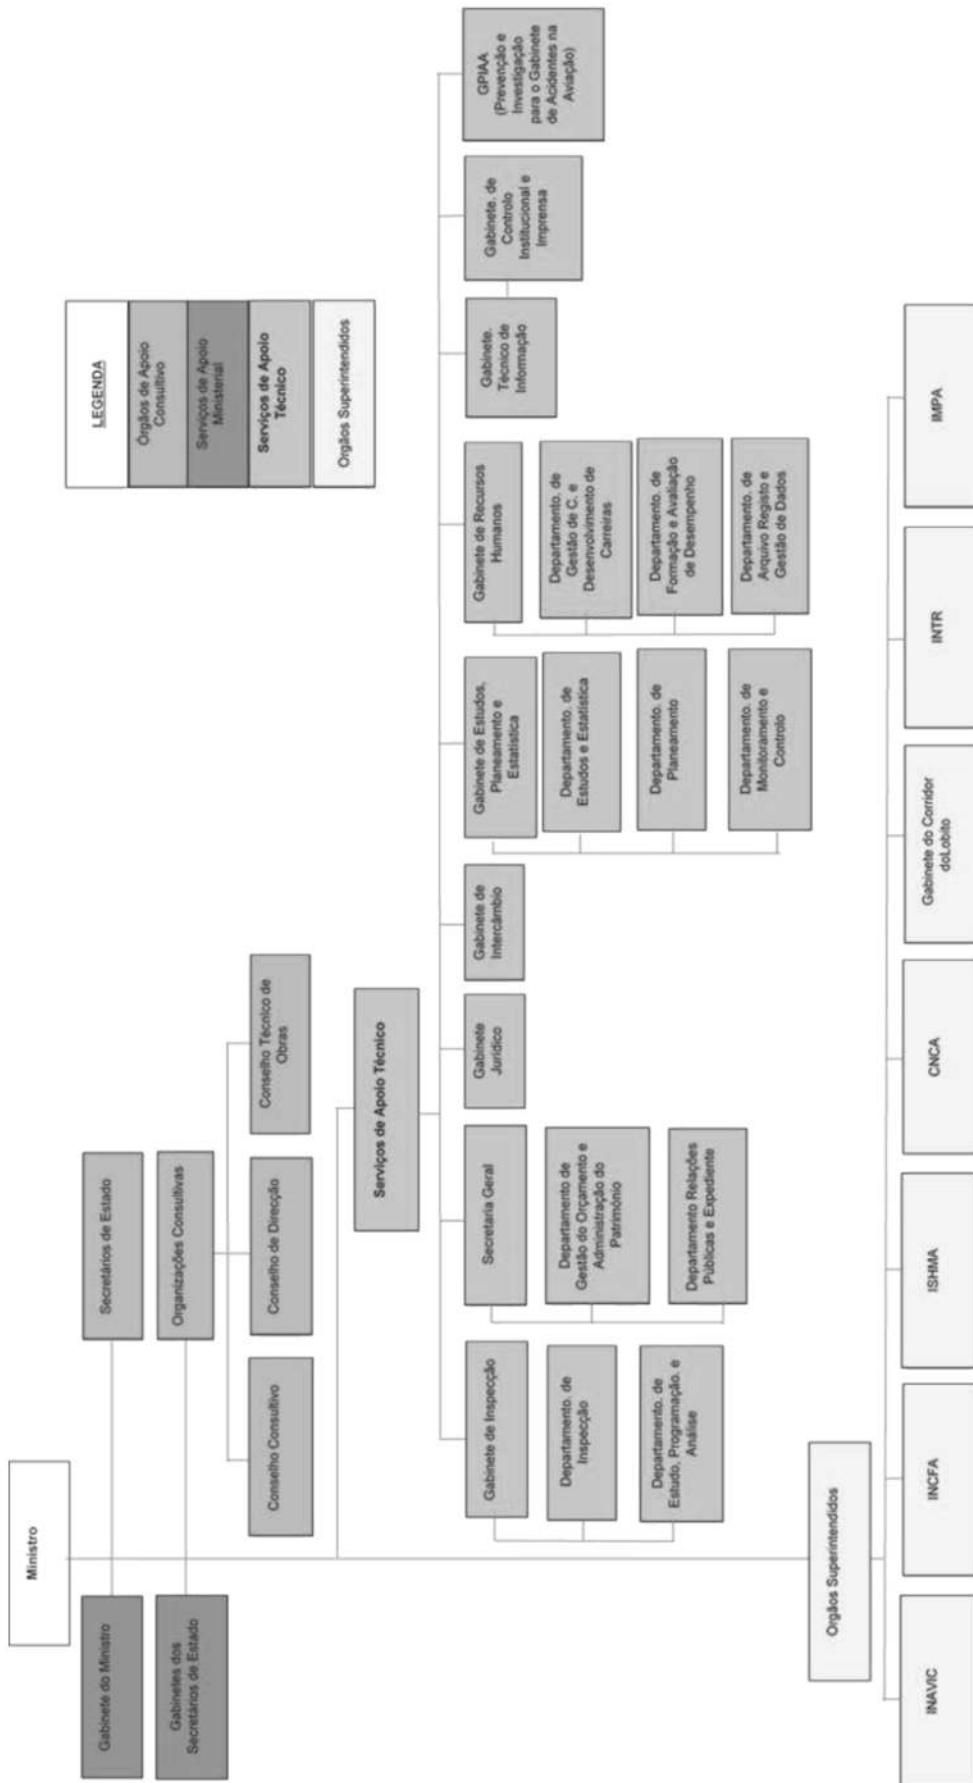 Ministro
Gabinete do Ministro
Gabinetes dos
Secretários de Estado
Secretários de Estado
Organizações Consultivas
Conselho Consultivo
Conselho de Direcção
Conselho Técnico de
Obras
LEGENDA
Órgãos de Apoio
Consultivo
Serviços de Apoio
Ministerial
Serviços de Apoio
Técnico
Orgãos Superintendidos
Serviços de Apoio Técnico
Gabinete de Inspecção
Departamento. de
Inspecção
Departamento. de
Estudo, Programação. e
Análise
Secretaria Geral
Departamento de
Gestão do Orçamento e
Administração do
Património
Departamento Relações
Públicas e Expediente
Gabinete
Jurídico
Gabinete de
Intercâmbio
Gabinete de Estudos,
Planeamento e
Estatística
Departamento. de
Estudos e Estatística
Departamento. de
Planeamento
Departamento. de
Monitoramento e
Controlo
Gabinete de Recursos
Humanos
Departamento. de
Gestão de C. e
Desenvolvimento de
Carreiras
Departamento. de
Formação e Avaliação
de Desempenho
Departamento. de
Arquivo Registo e
Gestão de Dados
Gabinete.
Técnico de
Informação
Gabinete. de
Controlo
Institucional e
Imprensa
GPIAA
(Prevenção e
Investigação
para o Gabinete
de Acidentes na
Aviação)
Orgãos Superintendidos
INAVIC
INCFA
ISHMA
CNCA
Gabinete do Corridor
doLobito
INTR
IMPA